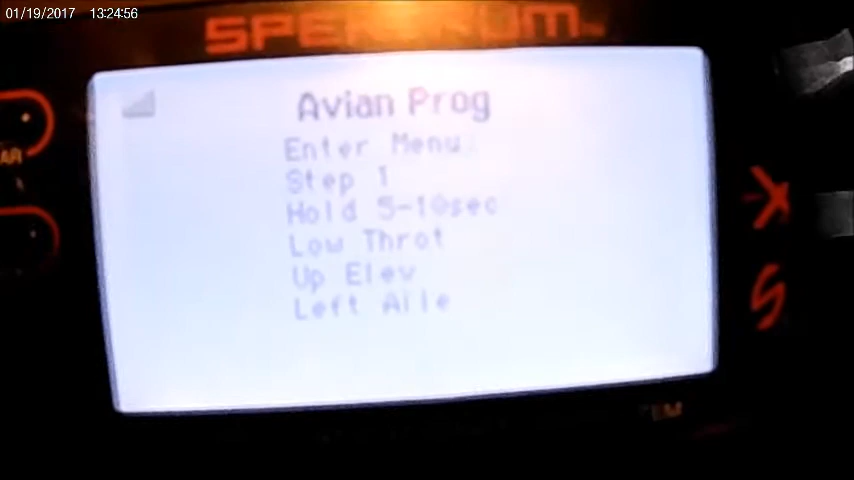 01/19/2017 13:24:56
SPEKTRUM
Avian Prog
Enter Menu:
Step 1
Hold 5-10sec
Low Throt
Up Elev
Left Aile